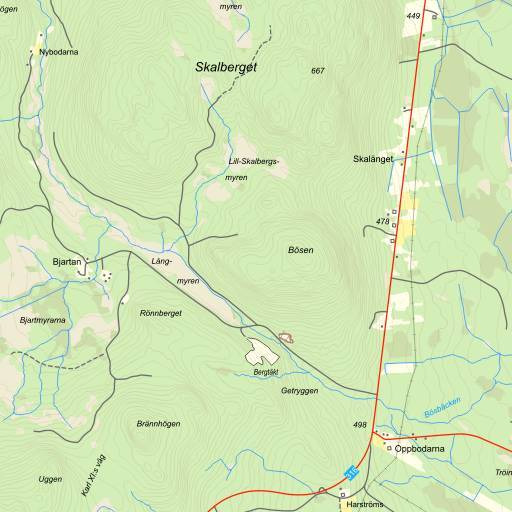 ögen
myren
449
Nybodarna
Skalberget
667
Lill-Skalbergs-
myren
Skalänget
478
Bösen
Bjartan
Lång-
myren
Rönnberget
Bjartmyrarna
Bergtäkt
Getryggen
Bösbäcken
Brännhögen
498
Oppbodarna
Tröin
Karl XI:s väg
Uggen
Harströms